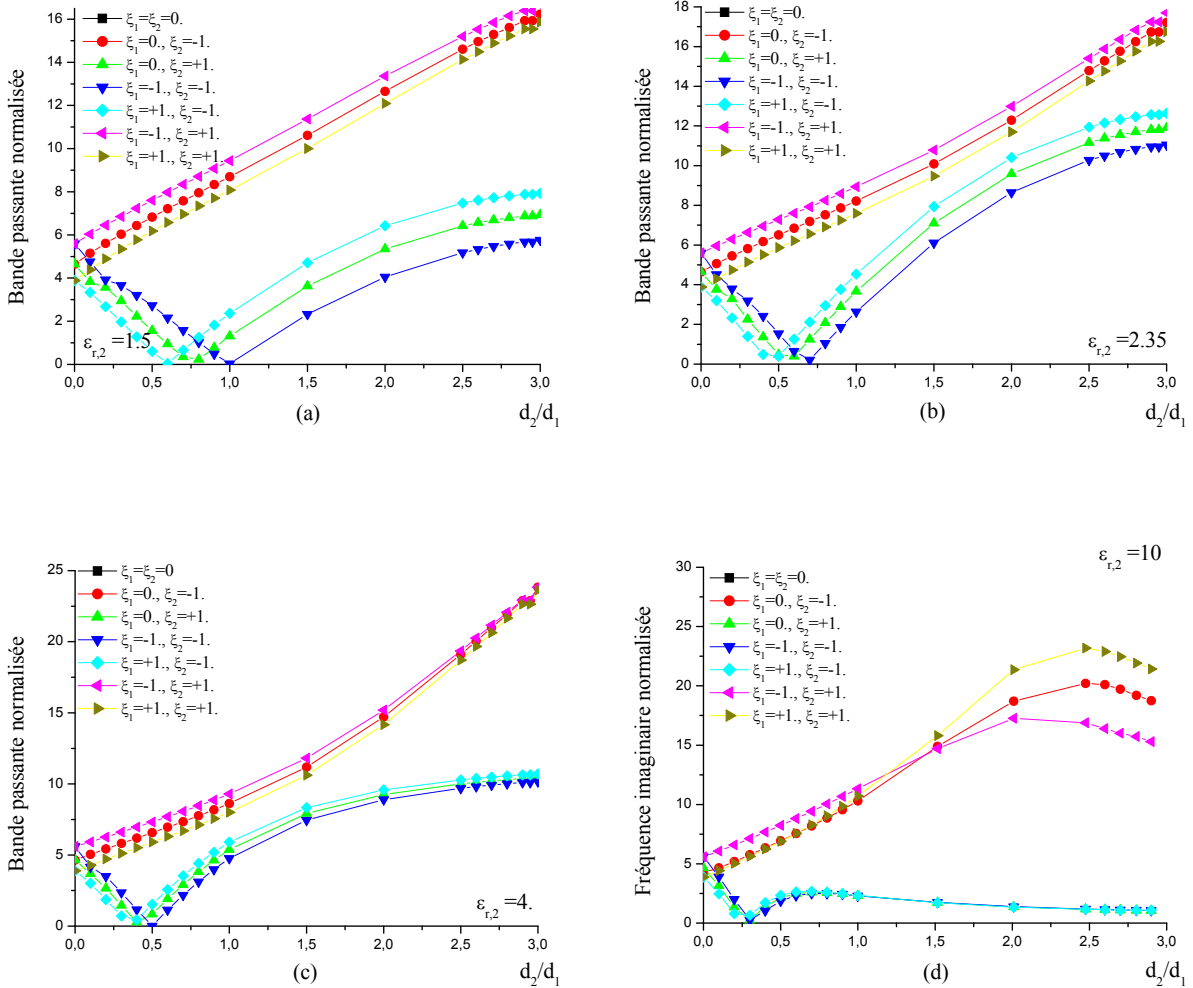 Bande passante normalisée
16
14
12
10
8
6
4
2
0
ξ1=ξ2=0.
ξ1=0., ξ2=-1.
ξ1=0., ξ2=+1.
ξ1=-1., ξ2=-1.
ξ1=+1., ξ2=-1.
ξ1=-1., ξ2=+1.
ξ1=+1., ξ2=+1.
εr,2 =1.5
0,0 0,5 1,0 1,5 2,0 2,5 3,0
(a) d2/d1
Bande passante normalisée
18
16
14
12
10
8
6
4
2
0
ξ1=ξ2=0.
ξ1=0., ξ2=-1.
ξ1=0., ξ2=+1.
ξ1=-1., ξ2=-1.
ξ1=+1., ξ2=-1.
ξ1=-1., ξ2=+1.
ξ1=+1., ξ2=+1.
εr,2 =2.35
0,0 0,5 1,0 1,5 2,0 2,5 3,0
(b) d2/d1
Bande passante normalisée
25
20
15
10
5
0
ξ1=ξ2=0
ξ1=0., ξ2=-1.
ξ1=0., ξ2=+1.
ξ1=-1., ξ2=-1.
ξ1=+1., ξ2=-1.
ξ1=-1., ξ2=+1.
ξ1=+1., ξ2=+1.
εr,2 =4.
0,0 0,5 1,0 1,5 2,0 2,5 3,0
(c) d2/d1
εr,2 =10
Fréquence imaginaire normalisée
30
25
20
15
10
5
0
ξ1=ξ2=0.
ξ1=0., ξ2=-1.
ξ1=0., ξ2=+1.
ξ1=-1., ξ2=-1.
ξ1=+1., ξ2=-1.
ξ1=-1., ξ2=+1.
ξ1=+1., ξ2=+1.
0,0 0,5 1,0 1,5 2,0 2,5 3,0
(d) d2/d1